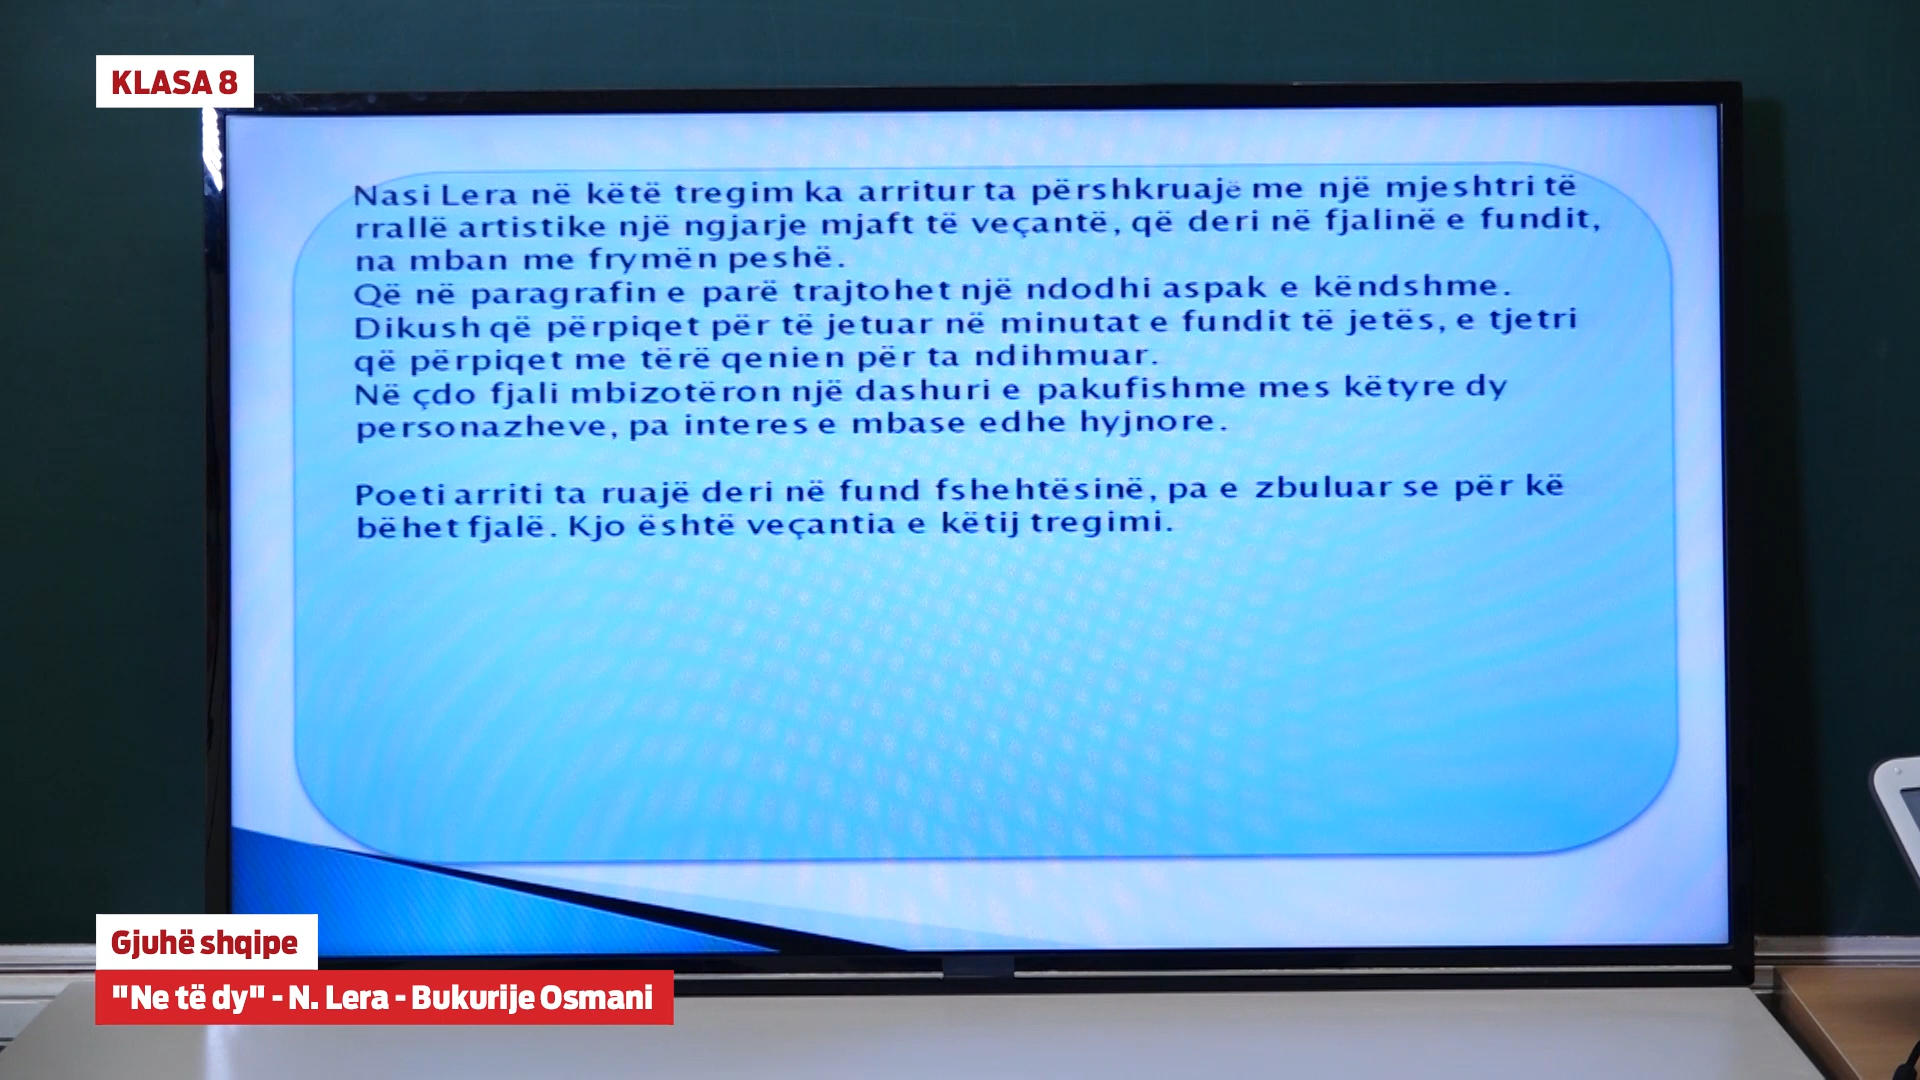 KLASA 8
Nasi Lera në këtë tregim ka arritur ta përshkruajë me një mjeshtri të
rrallë artistike një ngjarje mjaft të veçantë, që deri në fjalinë e fundit,
na mban me frymën peshë.
Që në paragrafin e parë trajtohet një ndodhi aspak e këndshme.
Dikush që përpiqet për të jetuar në minutat e fundit të jetës, e tjetri
që përpiqet me tërë qenien për ta ndihmuar.
Në çdo fjali mbizotëron një dashuri e pakufishme mes këtyre dy
personazheve, pa interes e mbase edhe hyjnore.
Poeti arriti ta ruajë deri në fund fshehtësinë, pa e zbuluar se për kë
bëhet fjalë. Kjo është veçantia e këtij tregimi.
Gjuhë shqipe
"Ne të dy" - N. Lera - Bukurije Osmani